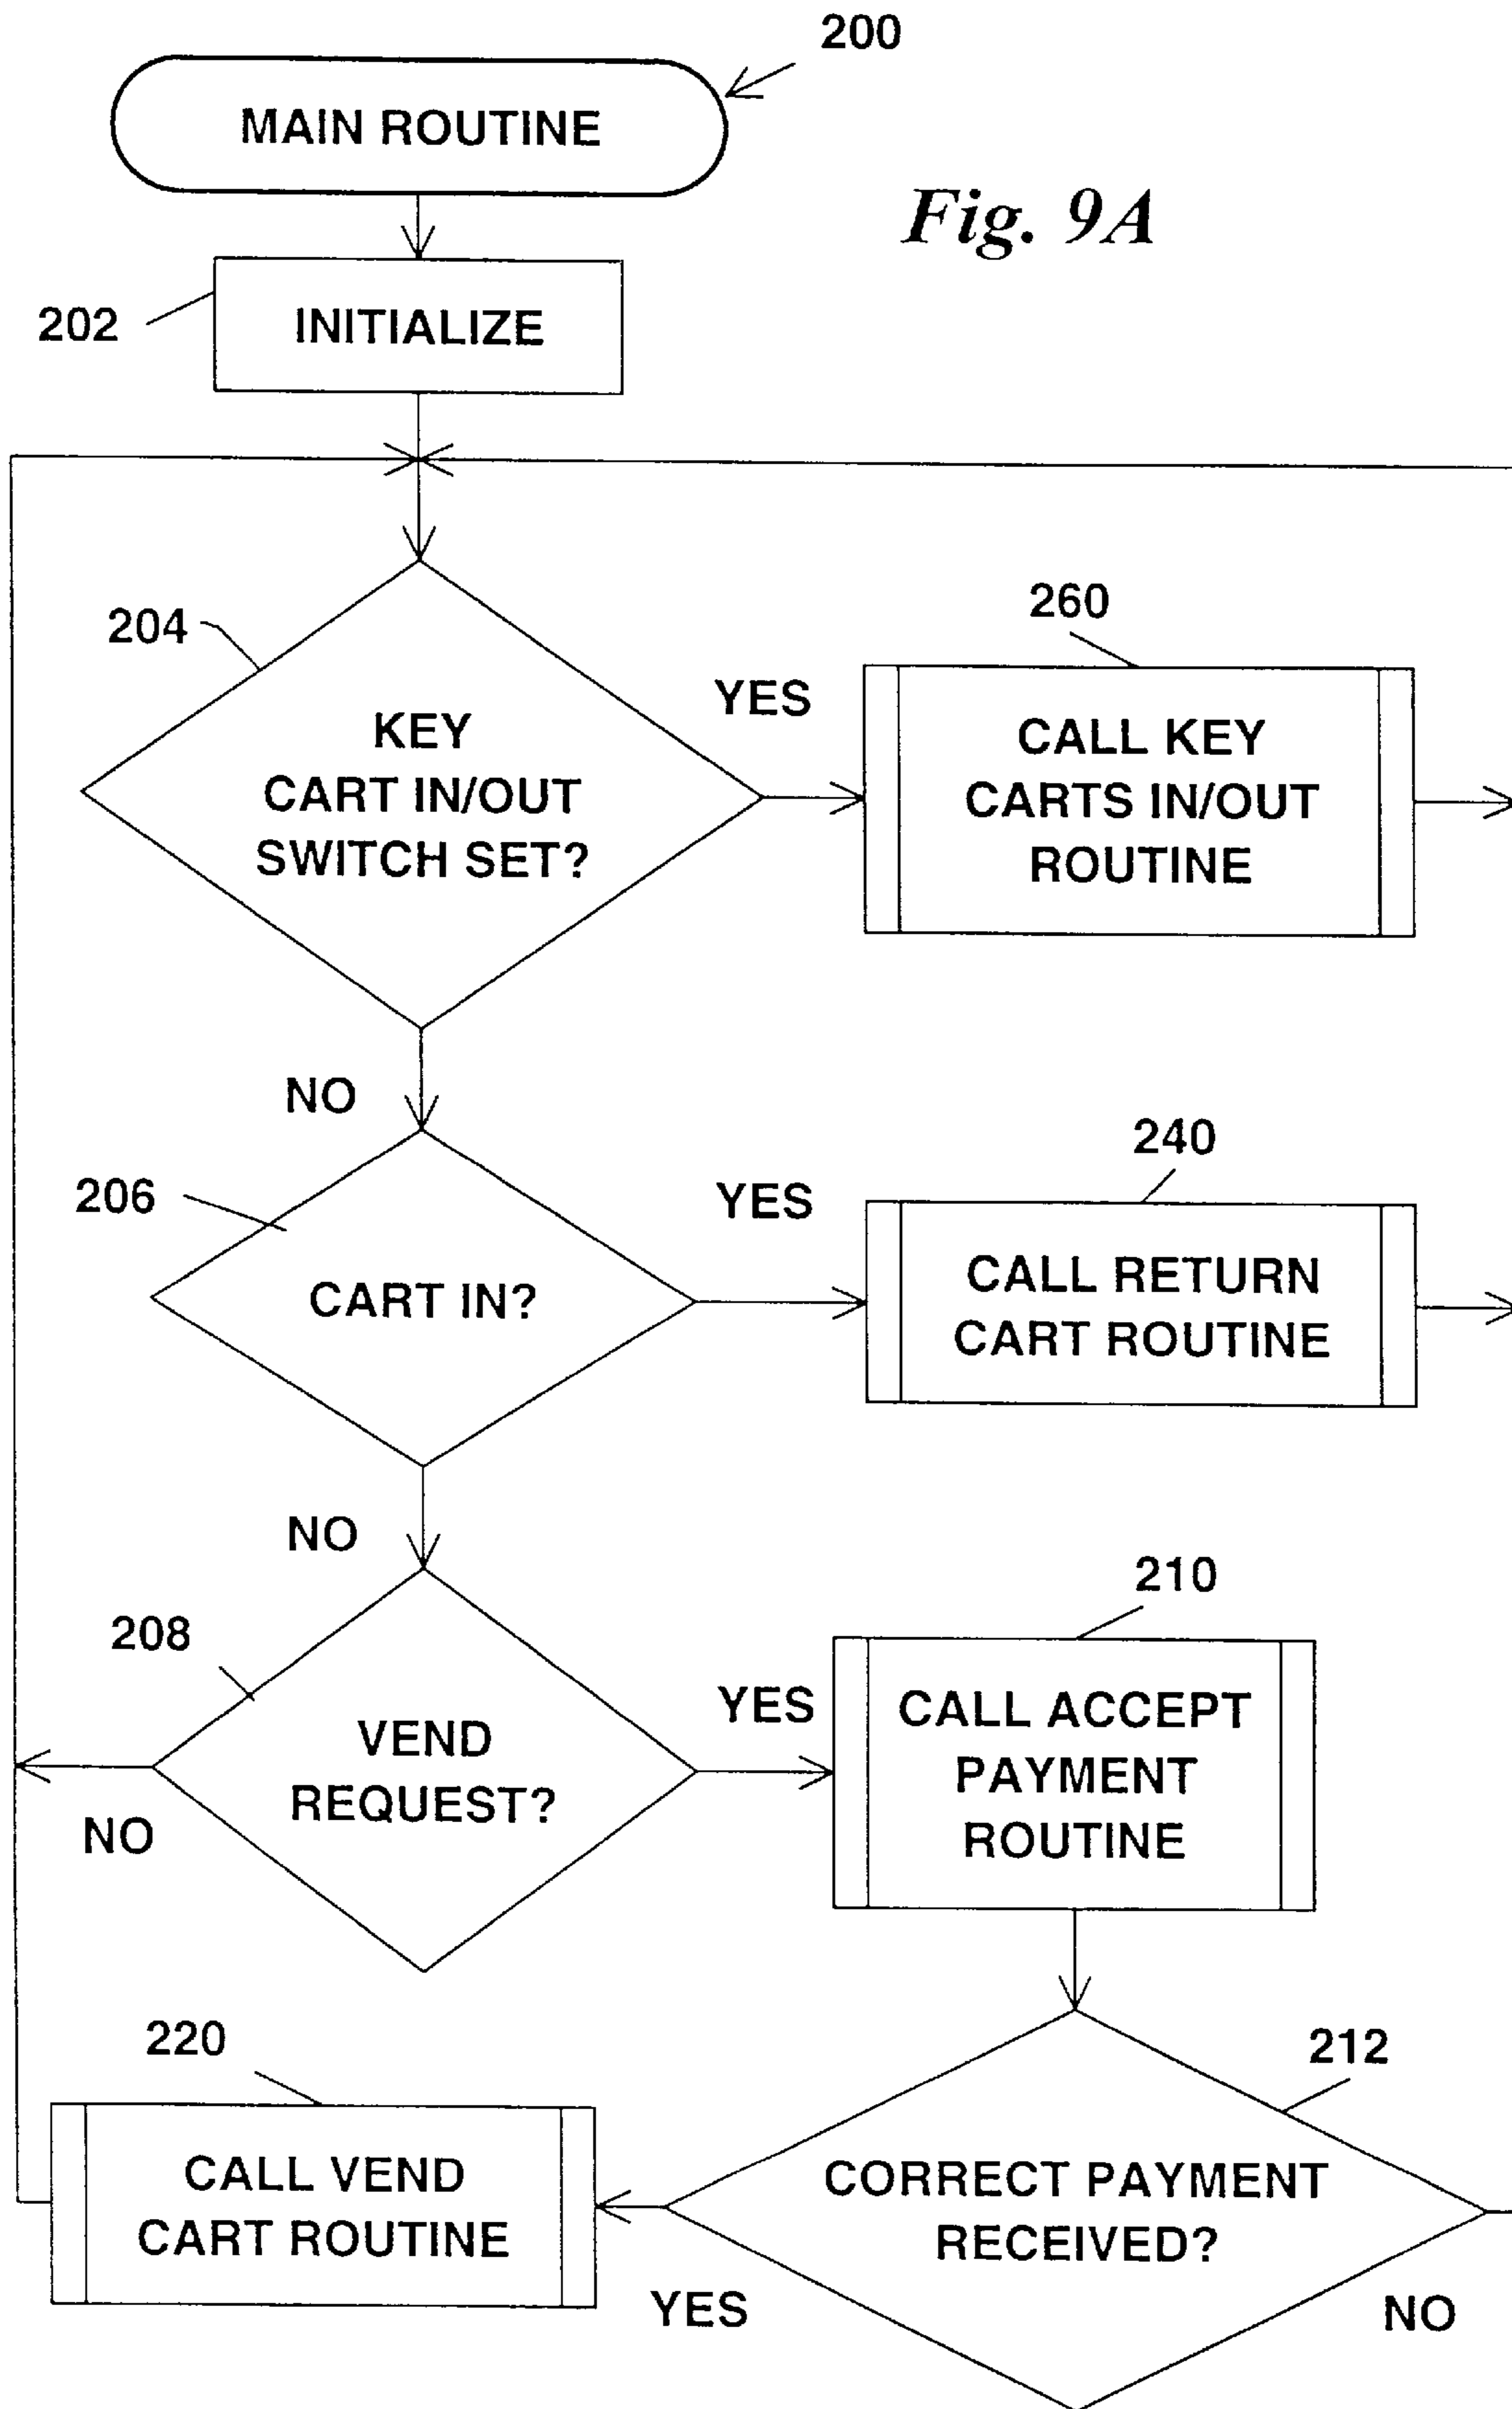 200
MAIN ROUTINE
Fig. 9A
202
INITIALIZE
204
KEY
CART IN/OUT
SWITCH SET?
YES
260
CALL KEY
CARTS IN/OUT
ROUTINE
NO
206
CART IN?
YES
240
CALL RETURN
CART ROUTINE
NO
208
VEND
REQUEST?
NO
YES
210
CALL ACCEPT
PAYMENT
ROUTINE
212
CORRECT PAYMENT
RECEIVED?
NO
YES
220
CALL VEND
CART ROUTINE